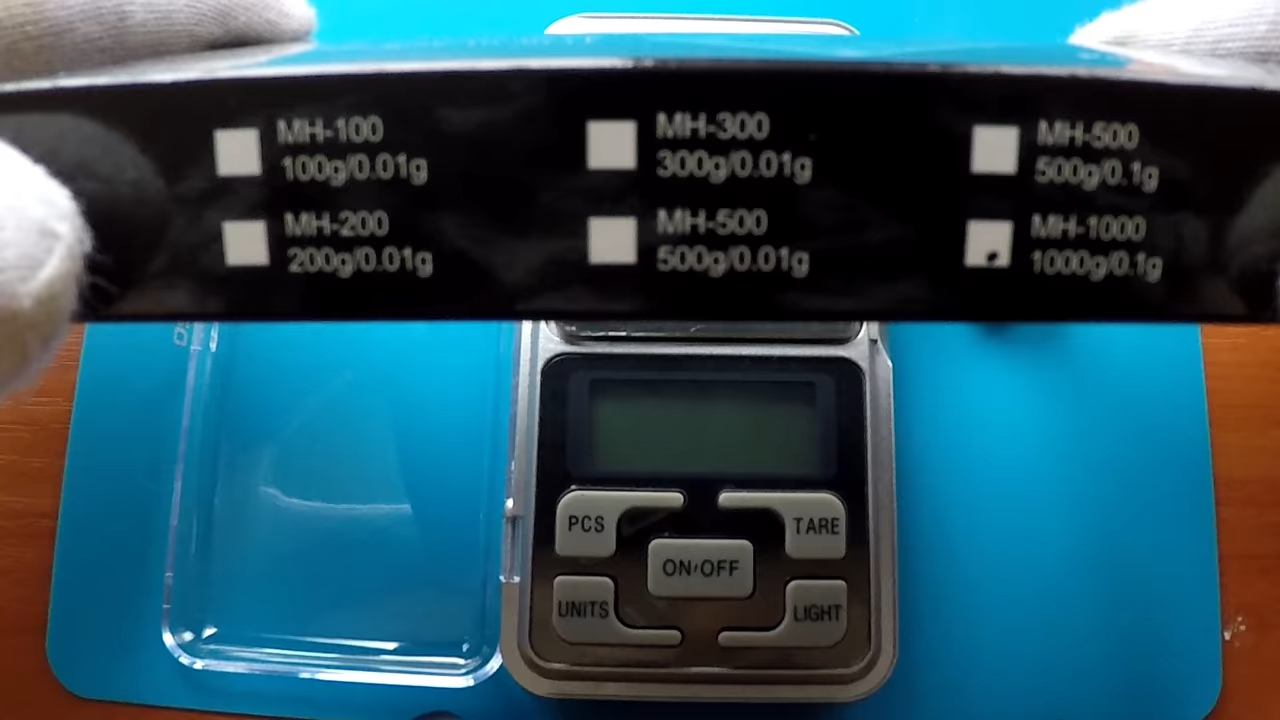 MH-100
100g/0.01g
MH-300
300g/0.01g
MH-500
500g/0.1g
MH-200
200g/0.01g
MH-500
500g/0.01g
MH-1000
1000g/0.1g
PCS
TARE
ON/OFF
UNITS
LIGHT